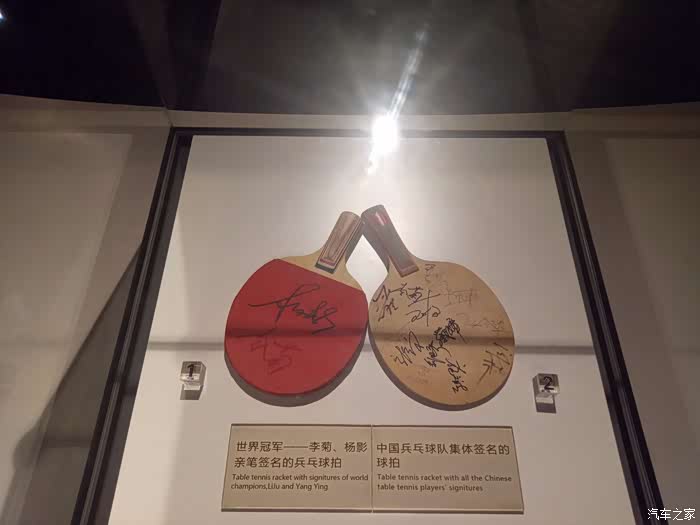 1
2
世界冠军——李菊、杨影
亲笔签名的兵乓球拍
Table tennis racket with signitures of world
champions,LiJu and Yang Ying
中国兵乓球队集体签名的
球拍
Table tennis racket with all the Chinese
table tennis players' signitures
汽车之家